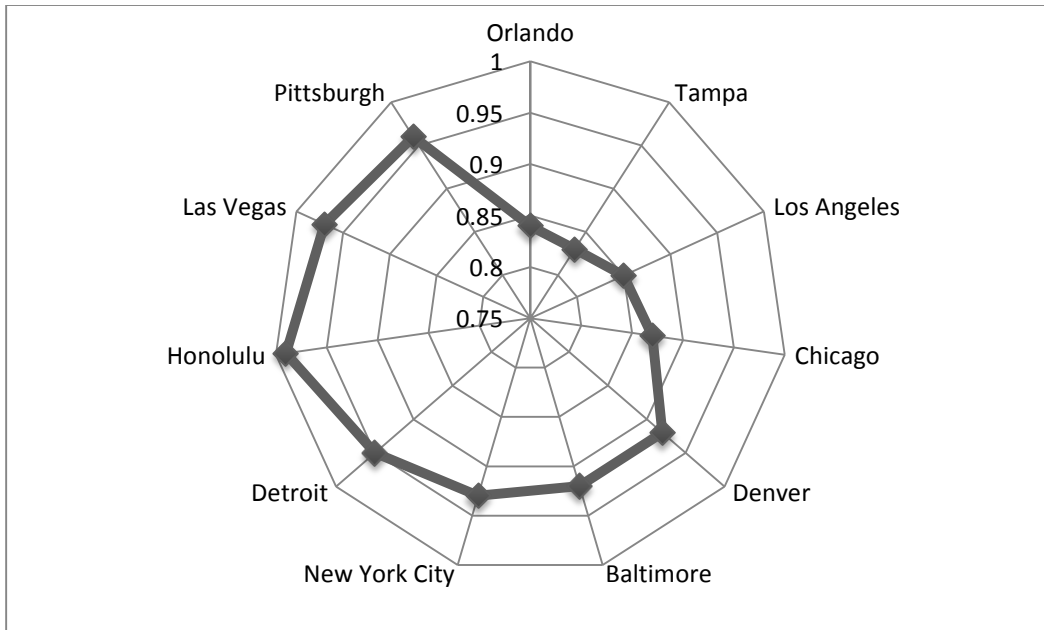 Orlando
1
Pittsburgh
Tampa
0.95
0.9
Las Vegas
Los Angeles
0.85
0.8
0.75
Honolulu
Chicago
Detroit
Denver
New York City
Baltimore